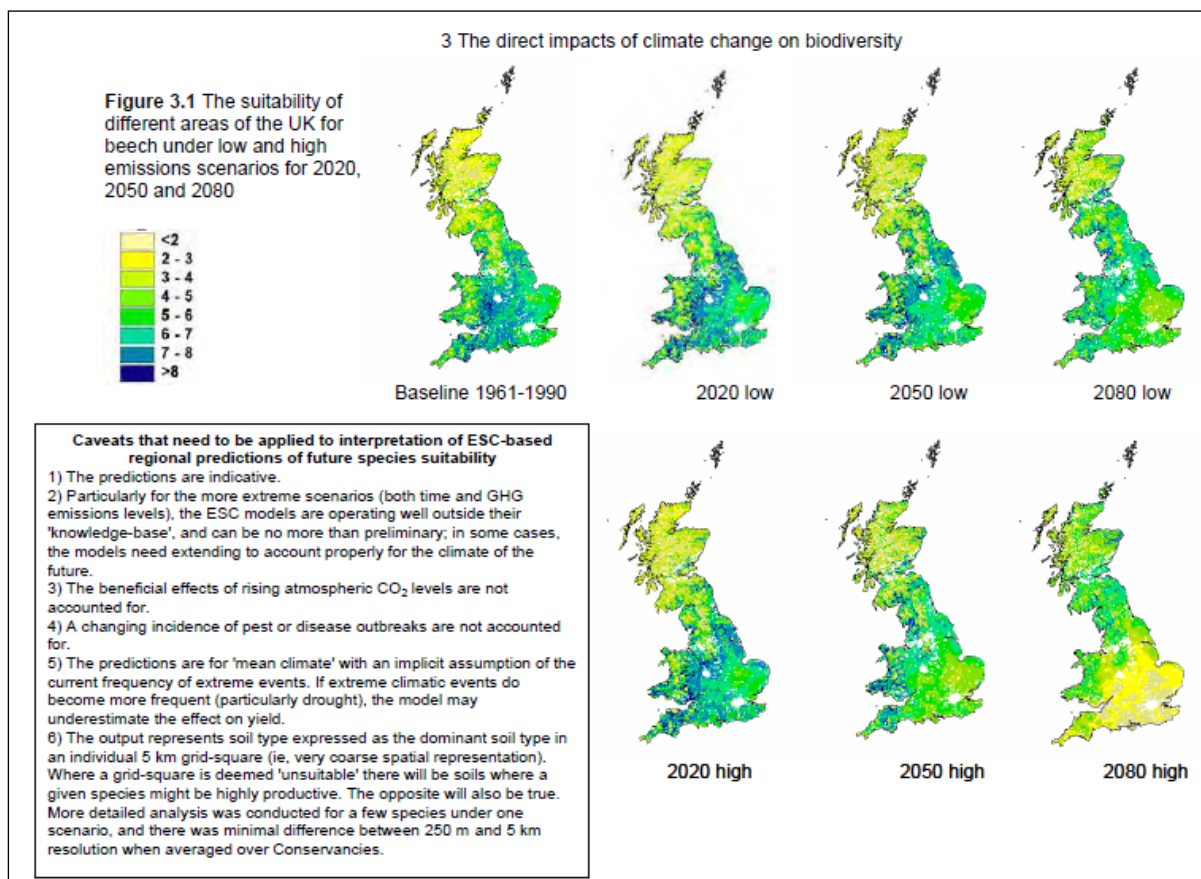 3 The direct impacts of climate change on biodiversity
Figure 3.1 The suitability of
different areas of the UK for
beech under low and high
emissions scenarios for 2020,
2050 and 2080
<2
2 - 3
3 - 4
4 - 5
5 - 6
6 - 7
7 - 8
>8
Baseline 1961-1990
2020 low
2050 low
2080 low
Caveats that need to be applied to interpretation of ESC-based
regional predictions of future species suitability
1) The predictions are indicative.
2) Particularly for the more extreme scenarios (both time and GHG
emissions levels), the ESC models are operating well outside their
'knowledge-base', and can be no more than preliminary; in some cases,
the models need extending to account properly for the climate of the
future.
3) The beneficial effects of rising atmospheric CO₂ levels are not
accounted for.
4) A changing incidence of pest or disease outbreaks are not accounted
for.
5) The predictions are for 'mean climate' with an implicit assumption of the
current frequency of extreme events. If extreme climatic events do
become more frequent (particularly drought), the model may
underestimate the effect on yield.
6) The output represents soil type expressed as the dominant soil type in
an individual 5 km grid-square (ie, very coarse spatial representation).
Where a grid-square is deemed 'unsuitable' there will be soils where a
given species might be highly productive. The opposite will also be true.
More detailed analysis was conducted for a few species under one
scenario, and there was minimal difference between 250 m and 5 km
resolution when averaged over Conservancies.
2020 high
2050 high
2080 high